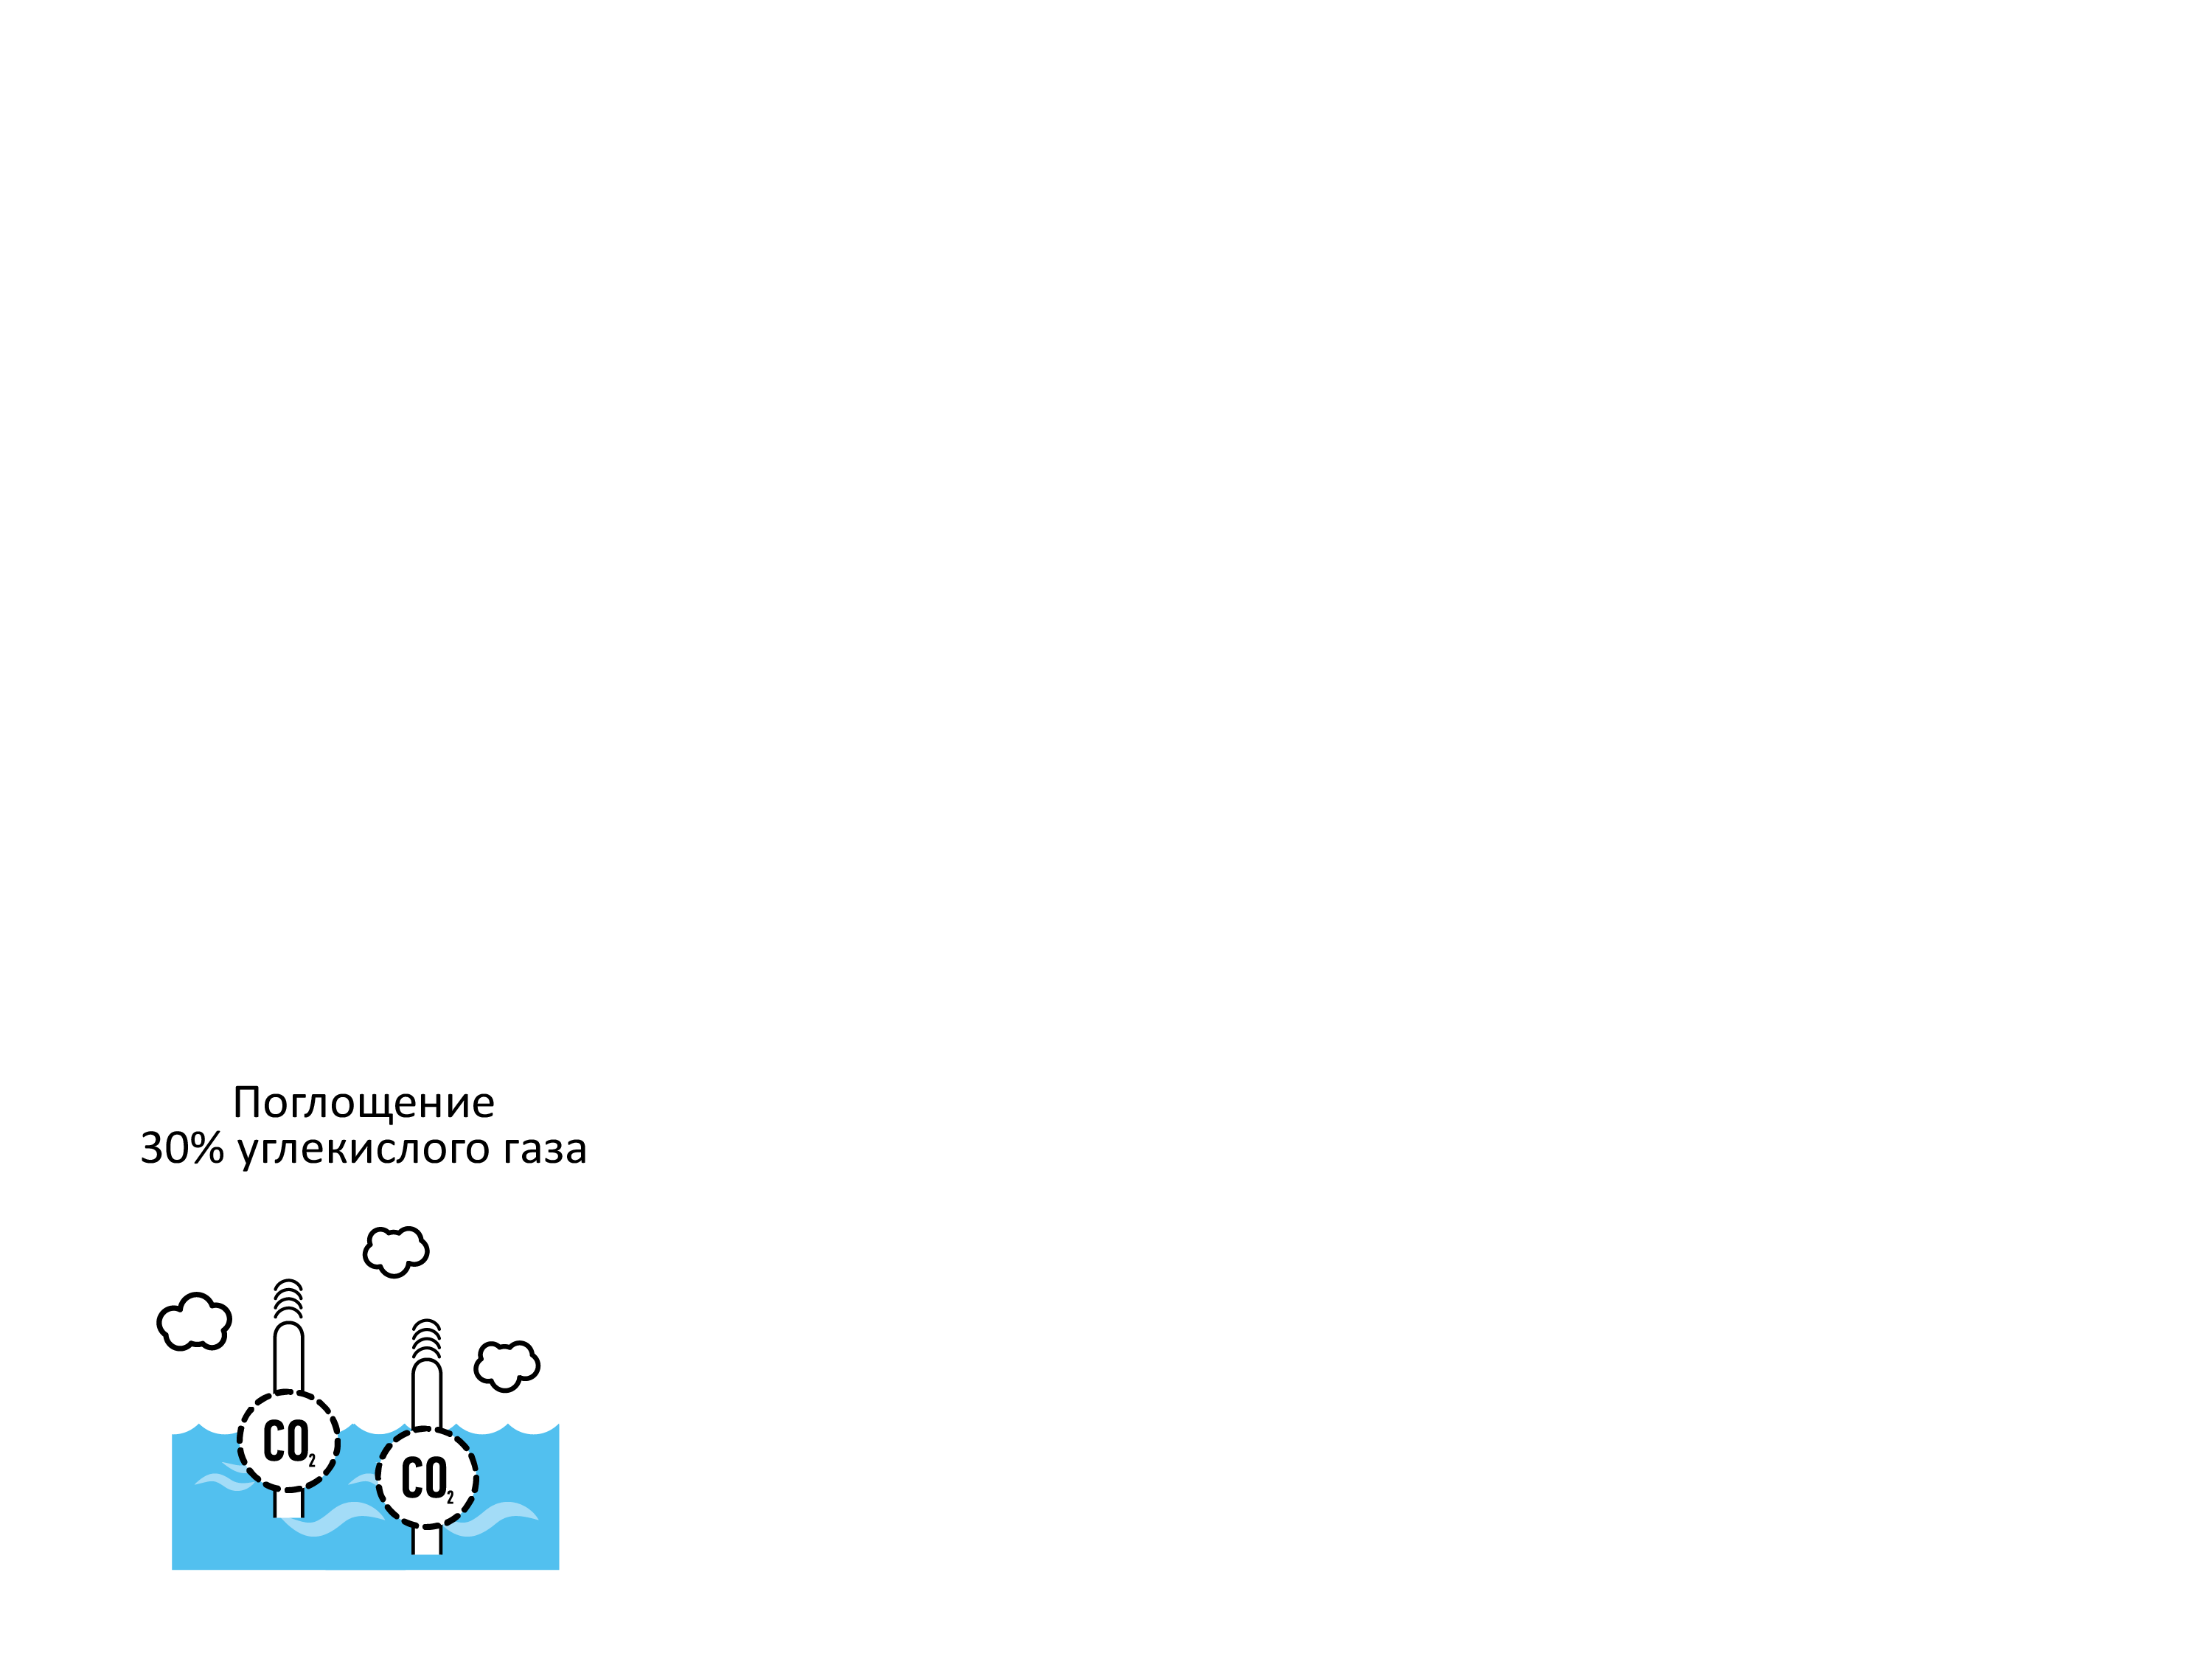 Поглощение
30% углекислого газа
CO₂
CO₂